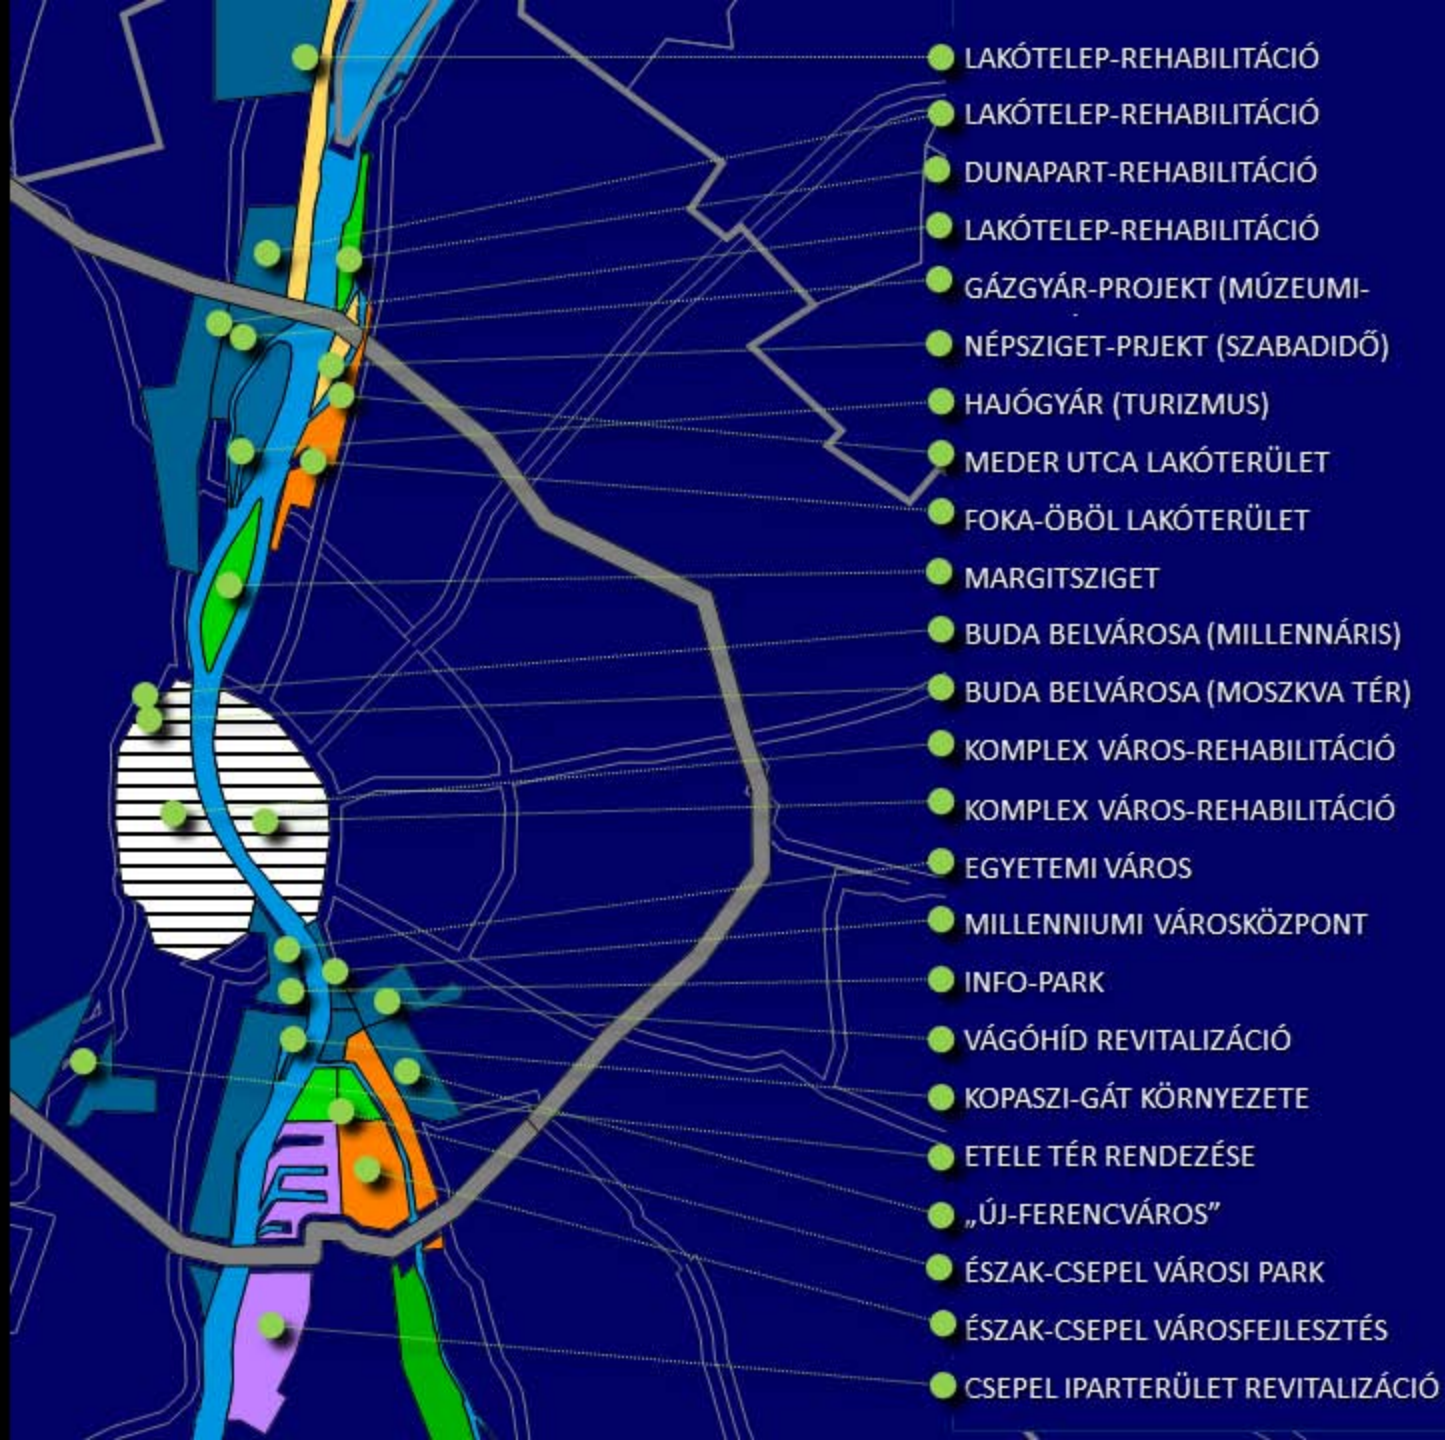 LAKÓTELEP-REHABILITÁCIÓ
LAKÓTELEP-REHABILITÁCIÓ
DUNAPART-REHABILITÁCIÓ
LAKÓTELEP-REHABILITÁCIÓ
GÁZGYÁR-PROJEKT (MÚZEUMI-
NÉPSZIGET-PRJEKT (SZABADIDŐ)
HAJÓGYÁR (TURIZMUS)
MEDER UTCA LAKÓTERÜLET
FOKA-ÖBÖL LAKÓTERÜLET
MARGITSZIGET
BUDA BELVÁROSA (MILLENNÁRIS)
BUDA BELVÁROSA (MOSZKVA TÉR)
KOMPLEX VÁROS-REHABILITÁCIÓ
KOMPLEX VÁROS-REHABILITÁCIÓ
EGYETEMI VÁROS
MILLENNIUMI VÁROSKÖZPONT
INFO-PARK
VÁGÓHÍD REVITALIZÁCIÓ
KOPASZI-GÁT KÖRNYEZETE
ETELE TÉR RENDEZÉSE
„ÚJ-FERENCVÁROS”
ÉSZAK-CSEPEL VÁROSI PARK
ÉSZAK-CSEPEL VÁROSFEJLESZTÉS
CSEPEL IPARTERÜLET REVITALIZÁCIÓ